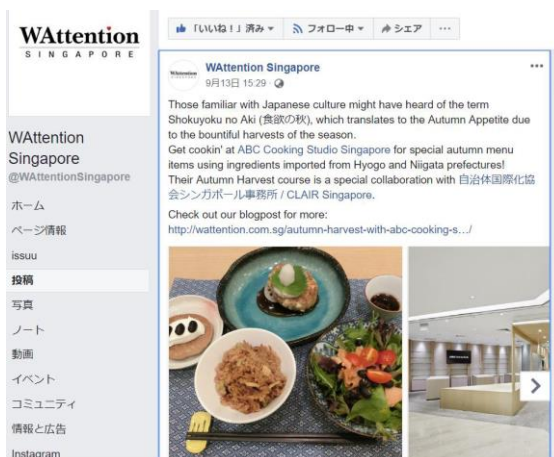 WAttention
SINGAPORE
WAttention
Singapore
@WAttentionSingapore
ホーム
ページ情報
issuu
投稿
写真
ノート
動画
イベント
コミュニティ
情報と広告
Instagram
「いいね！」済み
フォロー中
シェア
WAttention
WAttention Singapore
9月13日 15:29
Those familiar with Japanese culture might have heard of the term
Shokuyoku no Aki (食欲の秋), which translates to the Autumn Appetite due
to the bountiful harvests of the season.
Get cookin' at ABC Cooking Studio Singapore for special autumn menu
items using ingredients imported from Hyogo and Niigata prefectures!
Their Autumn Harvest course is a special collaboration with 自治体国際化協
会シンガポール事務所 / CLAIR Singapore.
Check out our blogpost for more:
http://wattention.com.sg/autumn-harvest-with-abc-cooking-s…/